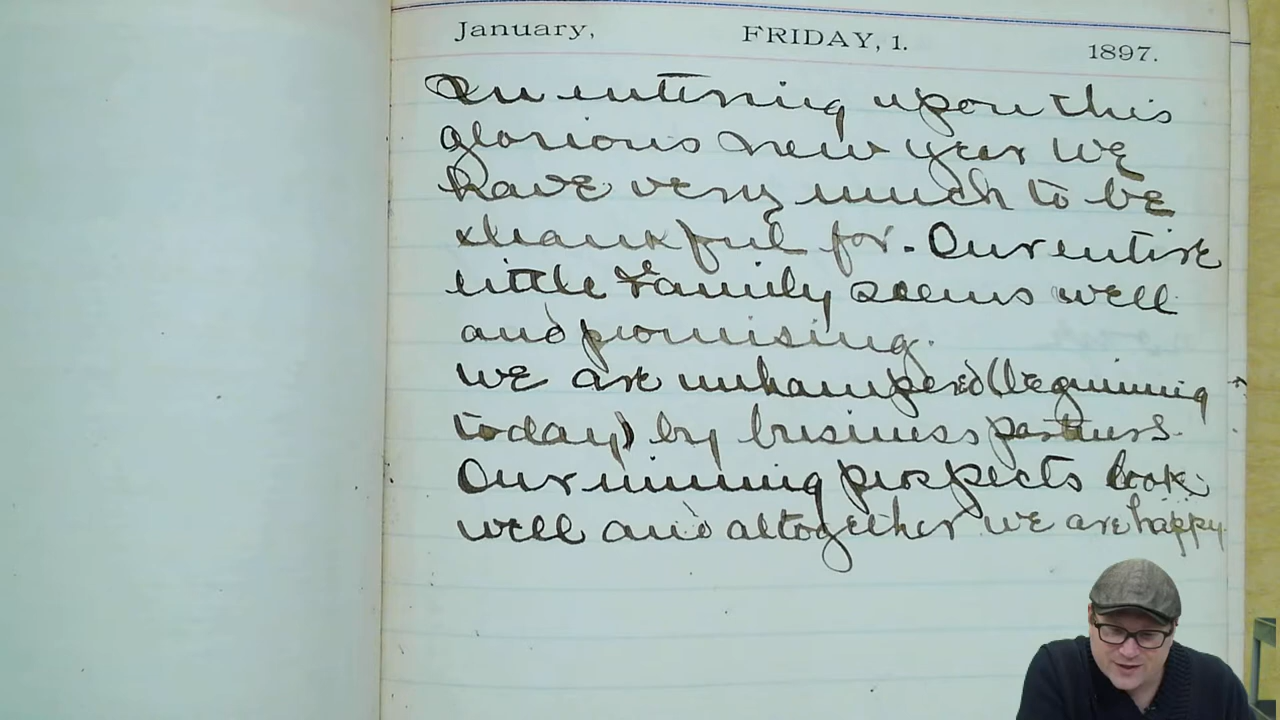 January, FRIDAY, 1. 1897.
On entering upon this
glorious new year we
have very much to be
thankful for. Our entire
little family seems well
and promising.
we are unhampered (beginning
today) by business partners.
Our mining prospects look
well and altogether we are happy